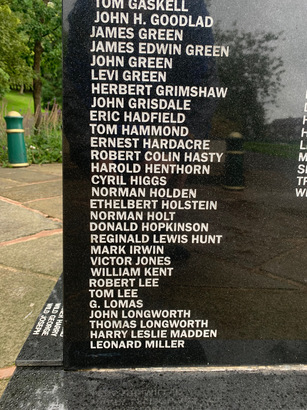 TOM GASKELL
JOHN H. GOODLAD
JAMES GREEN
JAMES EDWIN GREEN
JOHN GREEN
LEVI GREEN
HERBERT GRIMSHAW
JOHN GRISDALE
ERIC HADFIELD
TOM HAMMOND
ERNEST HARDACRE
ROBERT COLIN HASTY
HAROLD HENTHORN
CYRIL HIGGS
NORMAN HOLDEN
ETHELBERT HOLSTEIN
NORMAN HOLT
DONALD HOPKINSON
REGINALD LEWIS HUNT
MARK IRWIN
VICTOR JONES
WILLIAM KENT
ROBERT LEE
TOM LEE
G. LOMAS
JOHN LONGWORTH
THOMAS LONGWORTH
HARRY LESLIE MADDEN
LEONARD MILLER
WILD JOSEPH